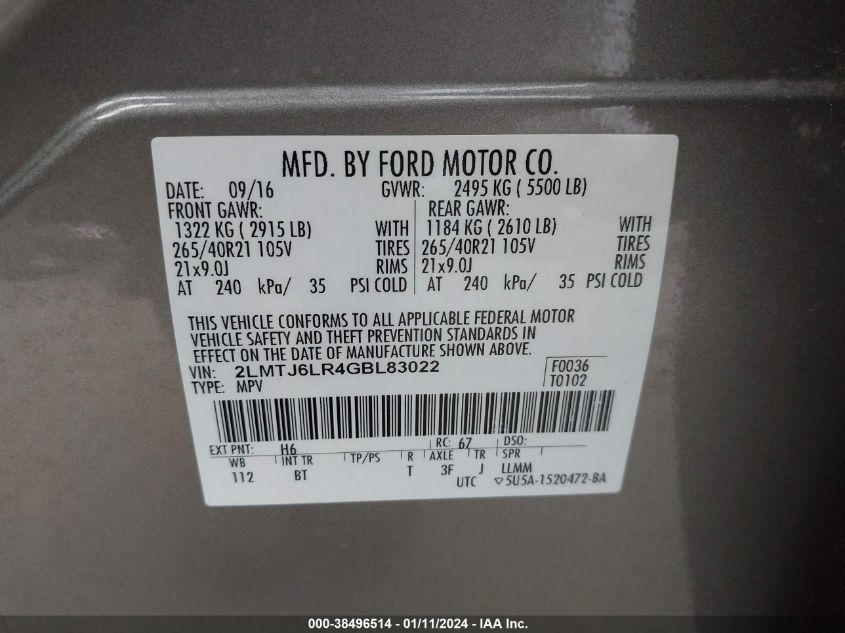 MFD. BY FORD MOTOR CO.
DATE: 09/16 GVWR: 2495 KG ( 5500 LB)
FRONT GAWR: REAR GAWR:
1322 KG ( 2915 LB) WITH 1184 KG ( 2610 LB) WITH
265/40R21 105V TIRES 265/40R21 105V TIRES
21x9.0J RIMS 21x9.0J RIMS
AT 240 kPa/ 35 PSI COLD AT 240 kPa/ 35 PSI COLD
THIS VEHICLE CONFORMS TO ALL APPLICABLE FEDERAL MOTOR
VEHICLE SAFETY AND THEFT PREVENTION STANDARDS IN
EFFECT ON THE DATE OF MANUFACTURE SHOWN ABOVE.
VIN: 2LMTJ6LR4GBL83022 F0036
TYPE: MPV T0102
EXT PNT: H6 RC: 67 DSO:
WB INT TR TP/PS R AXLE TR SPR
112 BT T 3F J LLMM
UTC ▽5U5A-1520472-BA
000-38496514 - 01/11/2024 - IAA Inc.